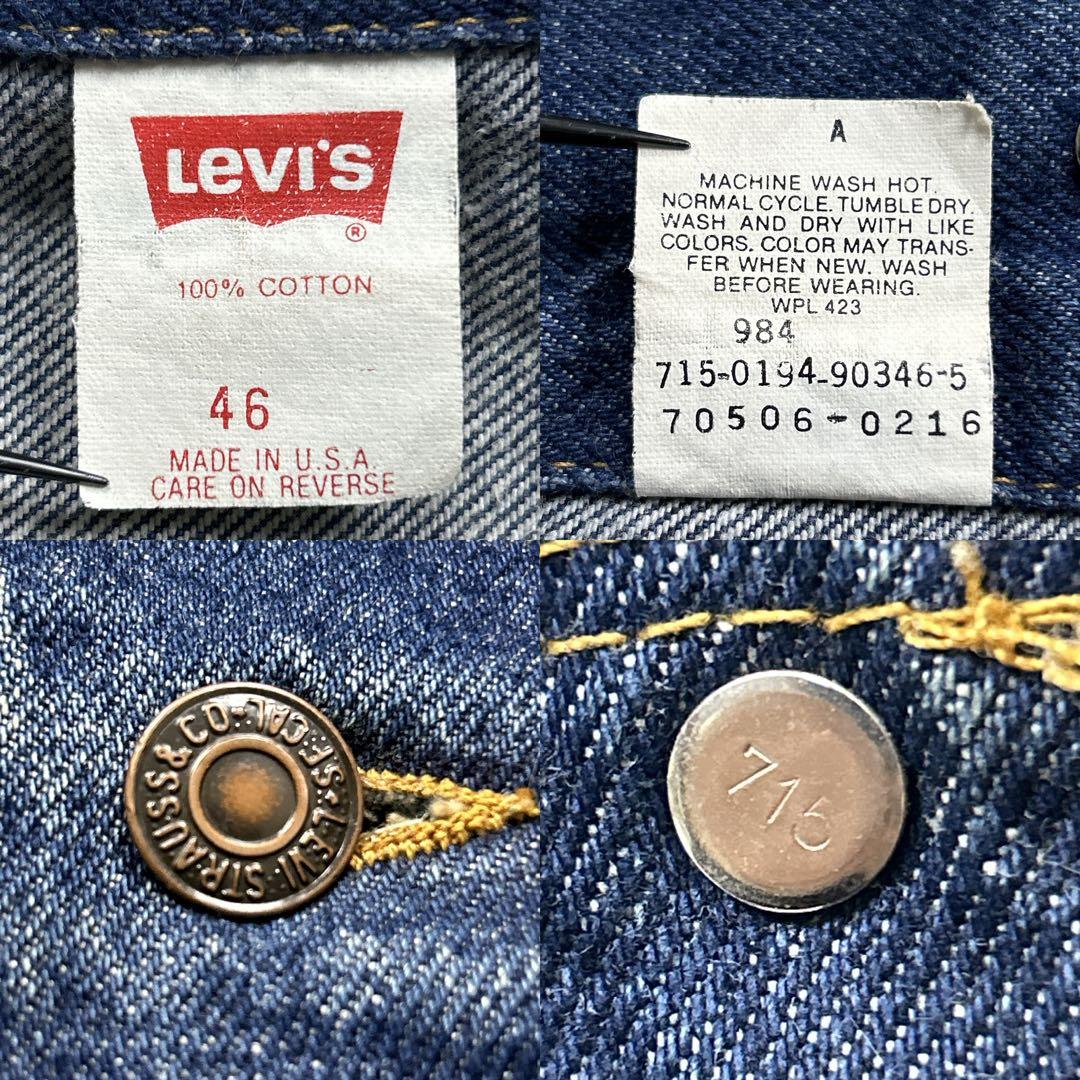 Levi's
®
100% COTTON
46
MADE IN U.S.A
CARE ON REVERSE
A
MACHINE WASH HOT.
NORMAL CYCLE. TUMBLE DRY
WASH AND DRY WITH LIKE
COLORS. COLOR MAY TRANS-
FER WHEN NEW. WASH
BEFORE WEARING.
WPL 423
984
715-0194-90346-5
70506-0216
LEVI STRAUSS & CO- S.F. CAL-
715